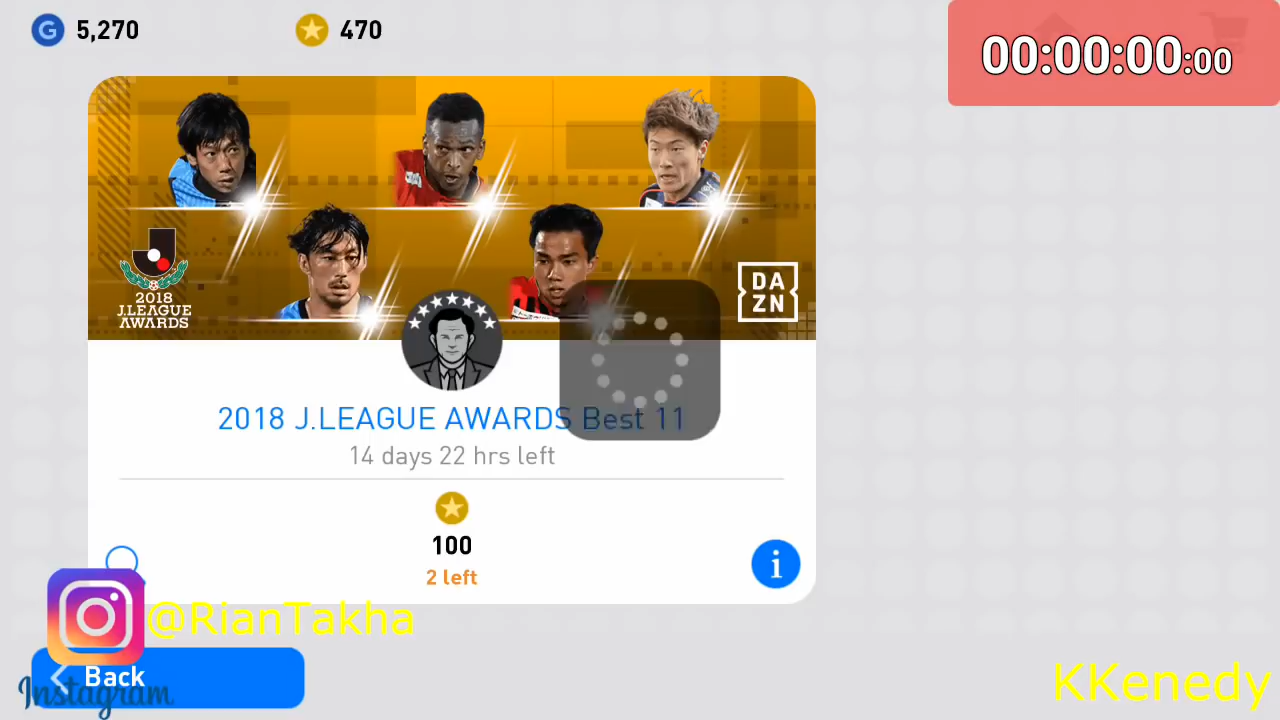 G 5,270
470
00:00:00:00
2018
J.LEAGUE
AWARDS
DA
ZN
2018 J.LEAGUE AWARDS Best 11
14 days 22 hrs left
100
2 left
i
@RianTakha
Back
Instagram
KKenedy